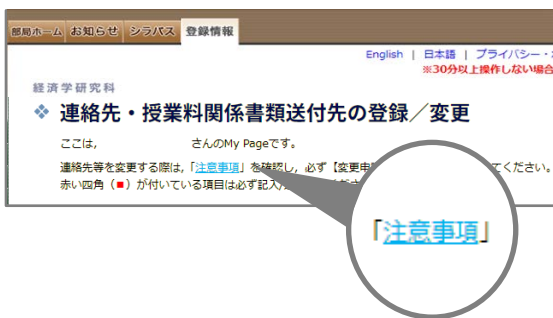 部局ホーム お知らせ シラバス 登録情報
English | 日本語 | プライバシー・
※30分以上操作しない場合
経済学研究科
連絡先・授業料関係書類送付先の登録／変更
ここは, さんのMy Pageです。
連絡先等を変更する際は,「注意事項」を確認し, 必ず【変更申 てください。
赤い四角（■）が付いている項目は必ず記入
「注意事項」